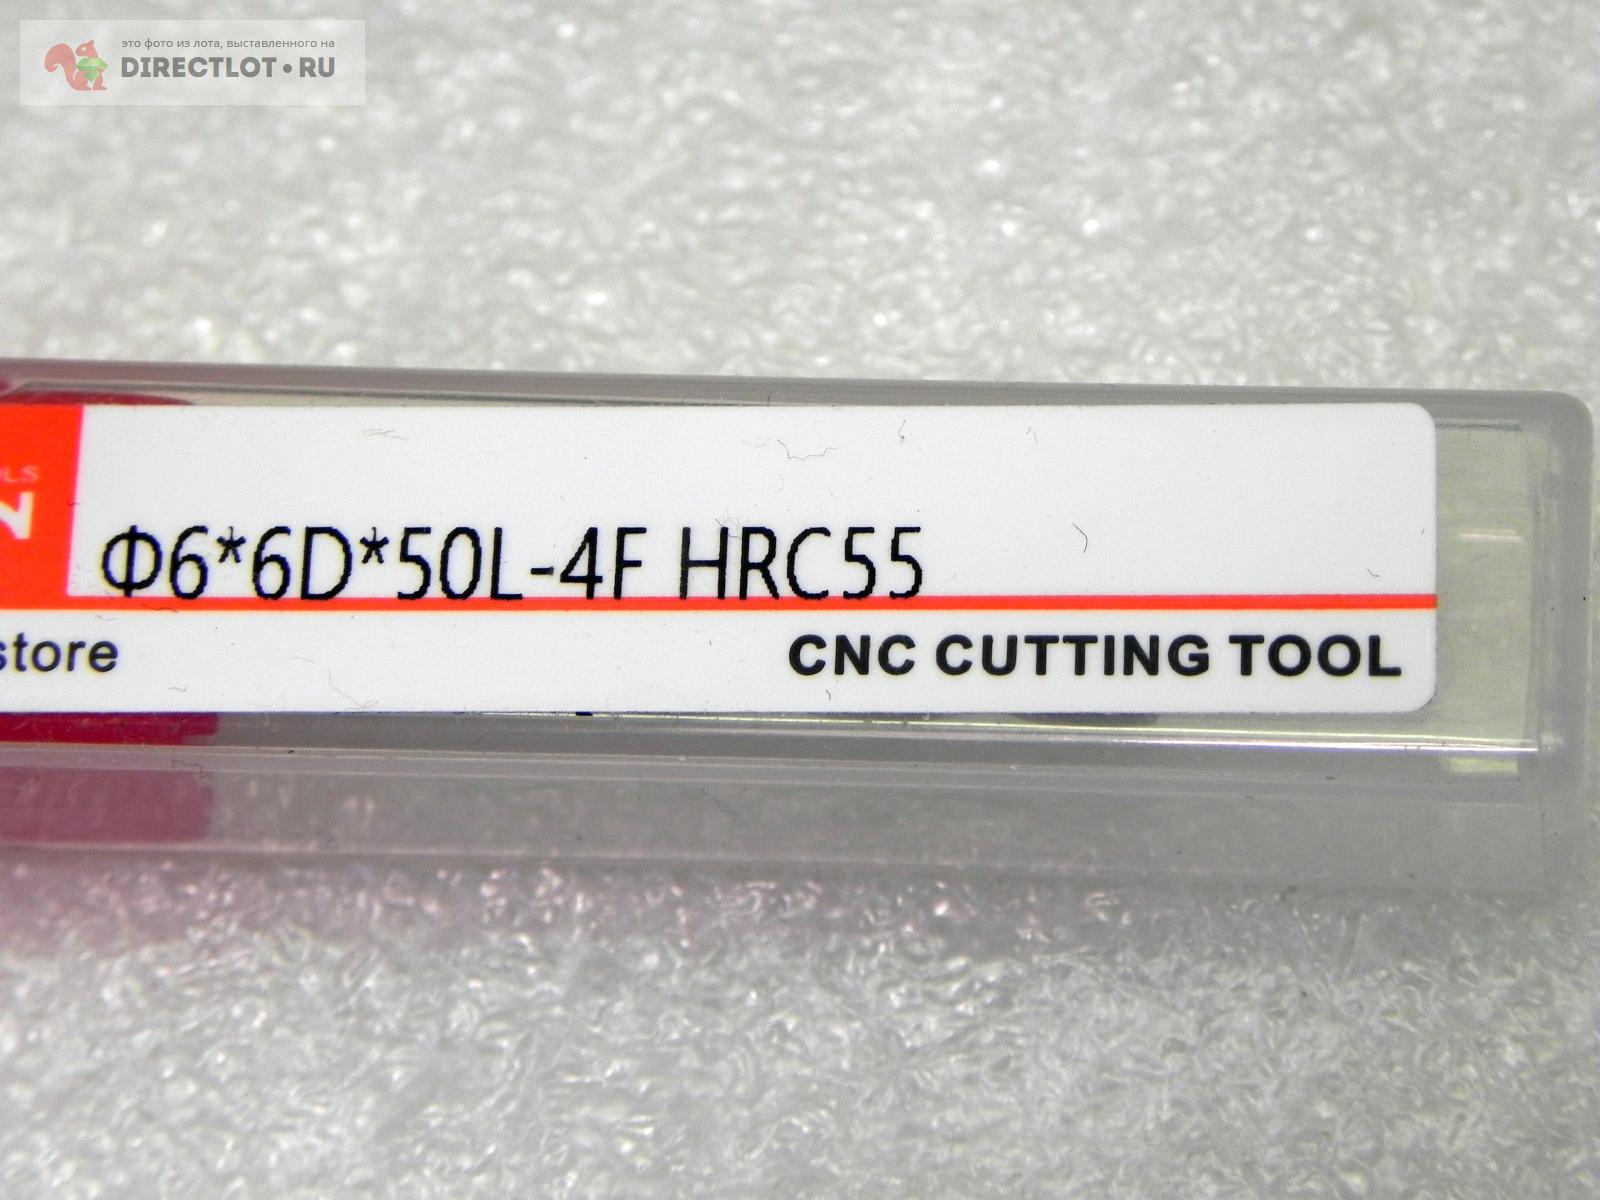 это фото из лота, выставленного на
DIRECTLOT•RU
Φ6*6D*50L-4F HRC55
store
CNC CUTTING TOOL